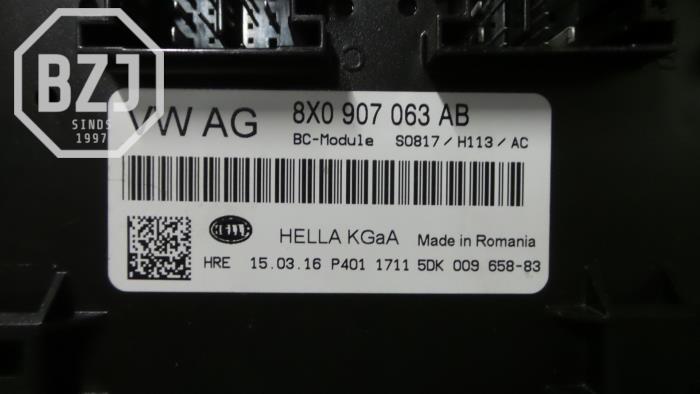 BZJ
SINDS
1997
VW AG 8X0 907 063 AB
BC-Module S0817/H113/AC
HELLA
HELLA KGaA Made in Romania
HRE 15.03.16 P401 1711 5DK 009 658-83